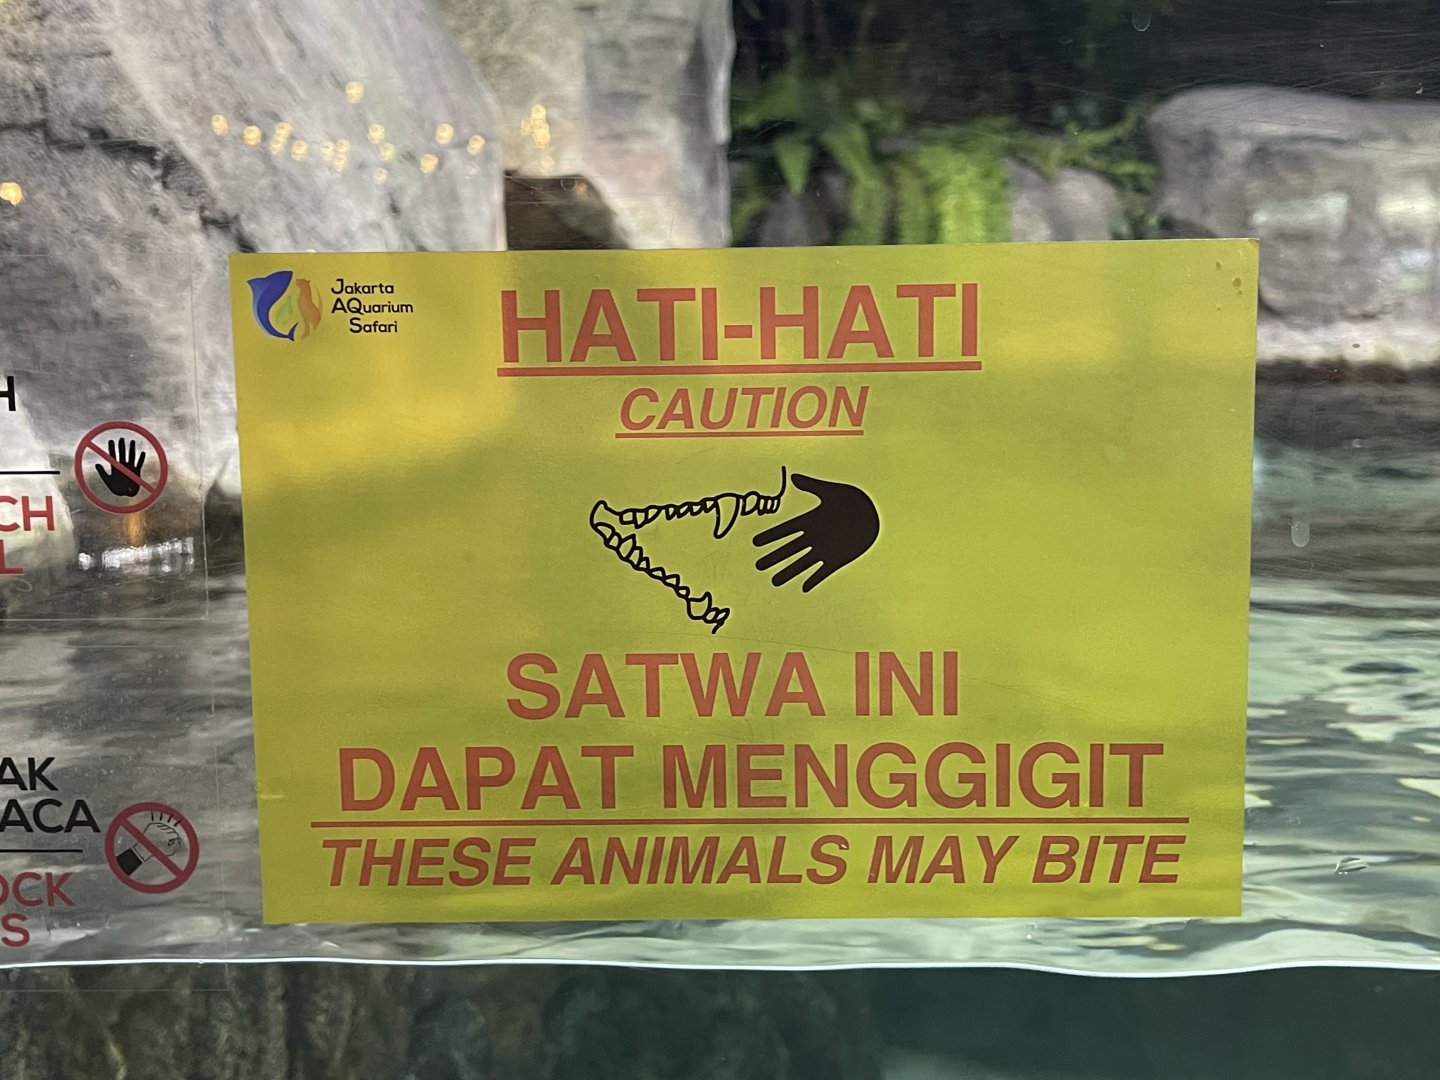 Jakarta
AQuarium
Safari
HATI-HATI
CAUTION
SATWA INI
DAPAT MENGGIGIT
THESE ANIMALS MAY BITE